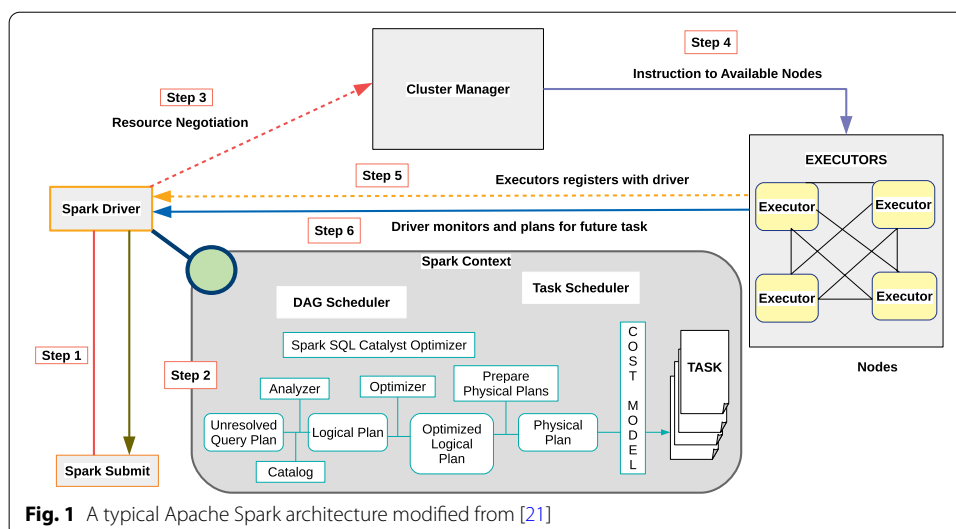 Step 4
Instruction to Available Nodes
Cluster Manager
Step 3
Resource Negotiation
EXECUTORS
Executor
Executor
Executor
Executor
Nodes
Step 5
Executors registers with driver
Spark Driver
Step 6
Driver monitors and plans for future task
Spark Context
DAG Scheduler
Task Scheduler
Step 1
Step 2
Spark SQL Catalyst Optimizer
Analyzer
Optimizer
Prepare
Physical Plans
Unresolved
Query Plan
Logical Plan
Optimized
Logical
Plan
Physical
Plan
Catalog
COST MODEL
TASK
Spark Submit
Fig. 1 A typical Apache Spark architecture modified from [21]